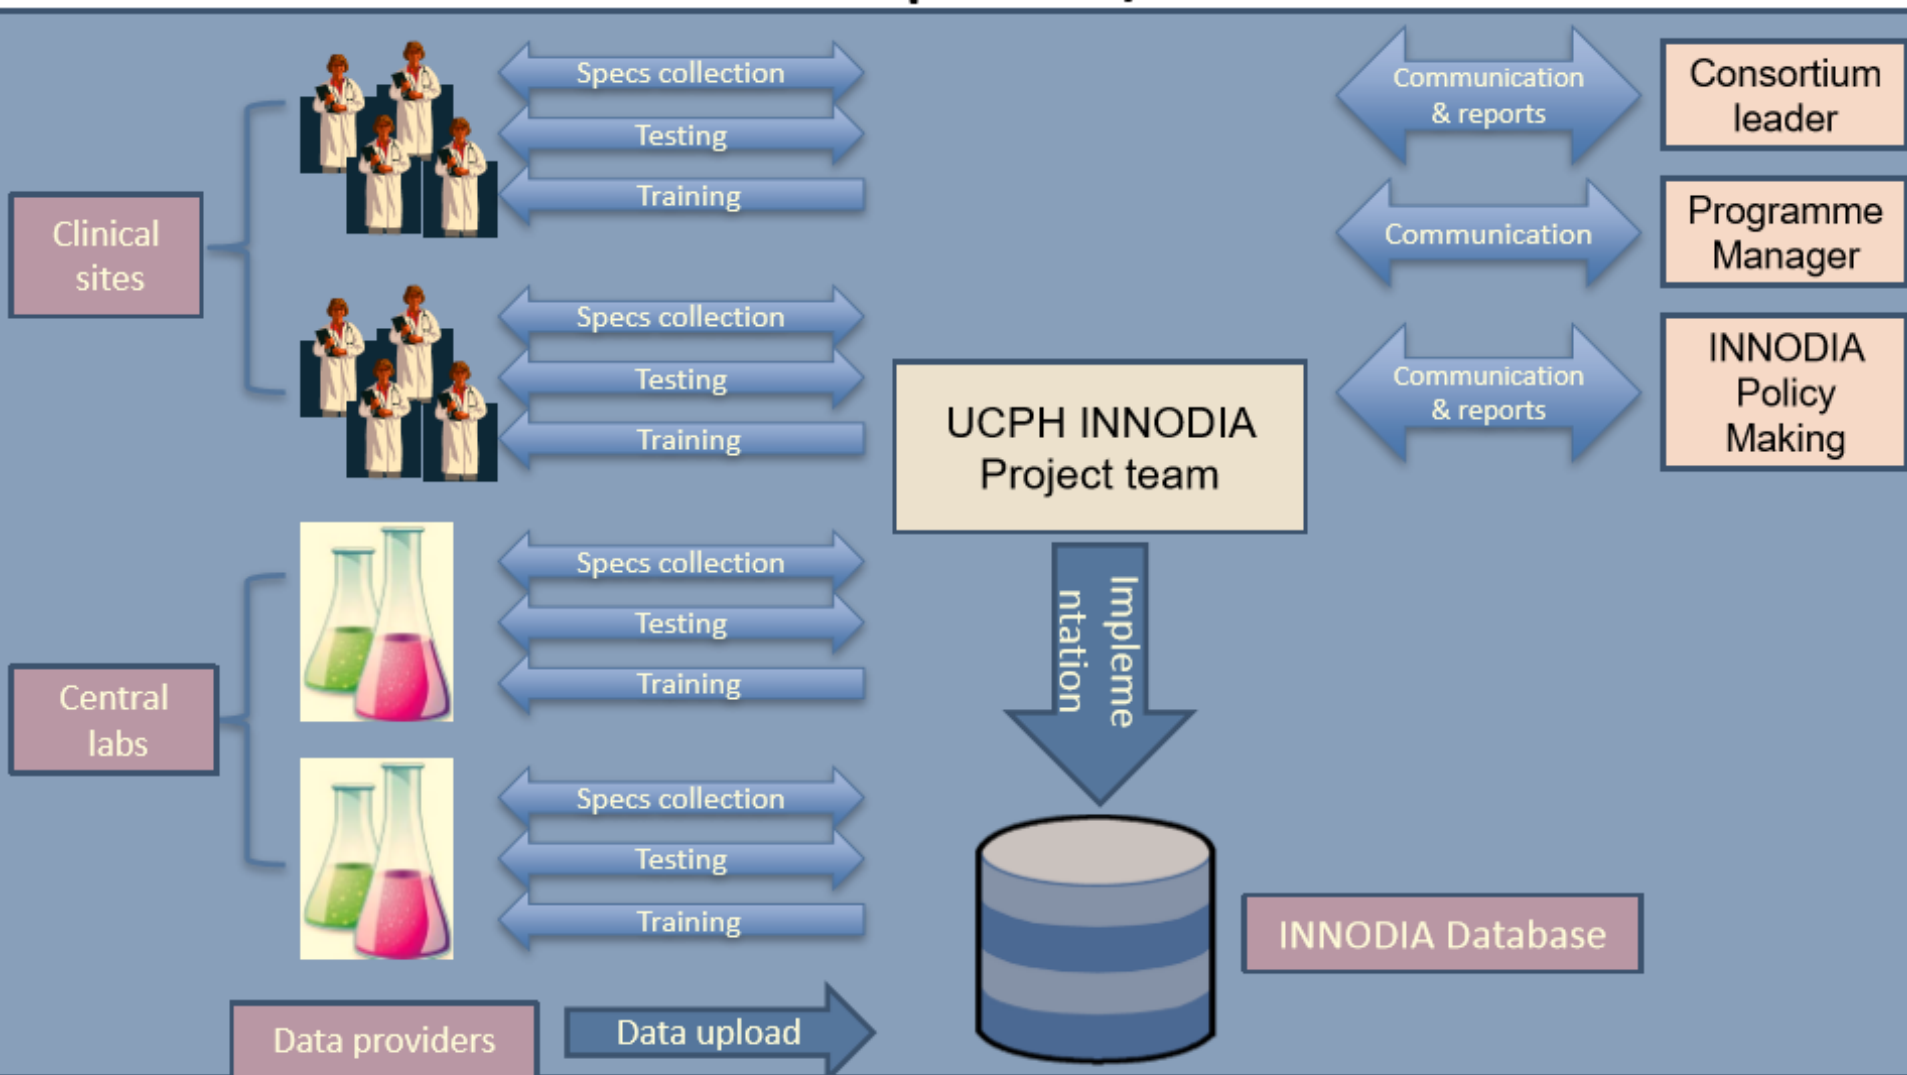 Specs collection
Testing
Training
Clinical
sites
Specs collection
Testing
Training
Communication
& reports
Consortium
leader
Communication
Programme
Manager
Communication
& reports
INNODIA
Policy
Making
UCPH INNODIA
Project team
Impleme
ntation
Specs collection
Testing
Training
Central
labs
Specs collection
Testing
Training
INNODIA Database
Data providers
Data upload